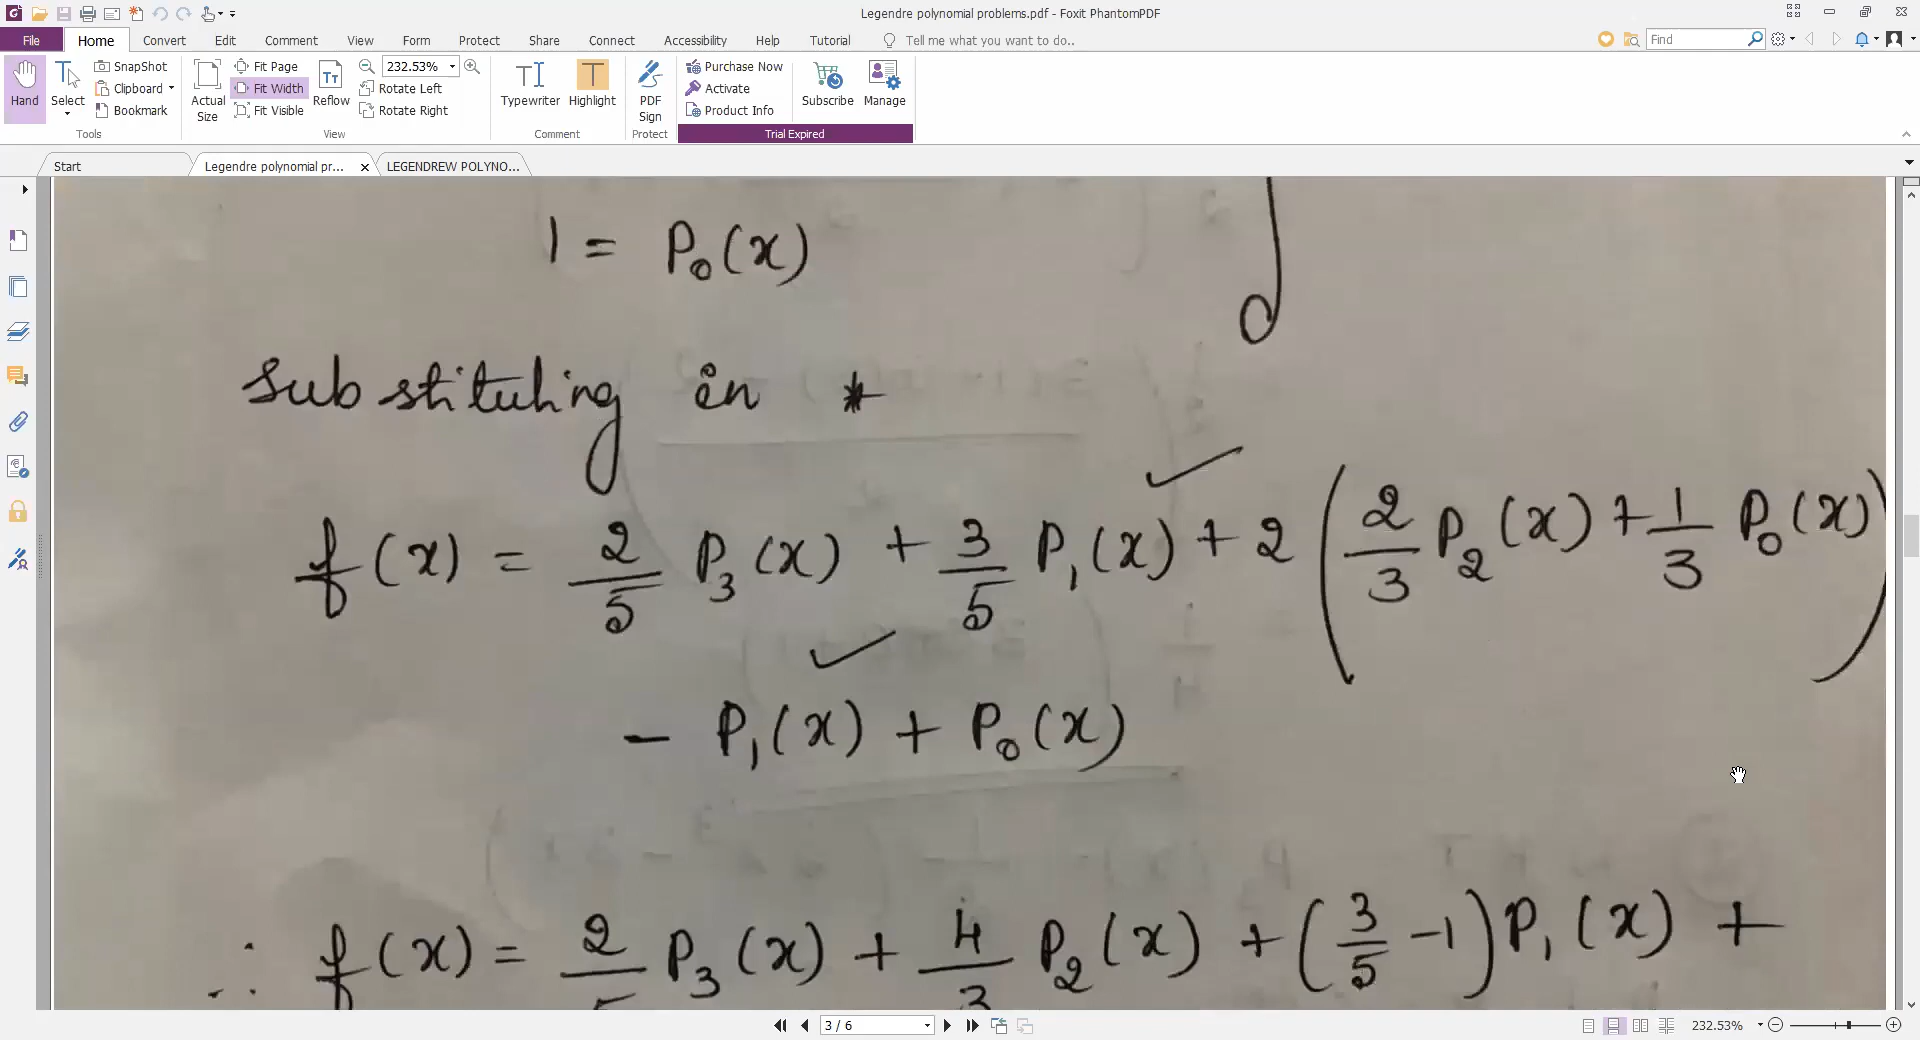 Legendre polynomial problems.pdf - Foxit PhantomPDF
File Home Convert Edit Comment View Form Protect Share Connect Accessibility Help Tutorial Tell me what you want to do.. Find
Hand Select SnapShot Clipboard Bookmark Actual Size Fit Page Fit Width Fit Visible Reflow 232.53% Rotate Left Rotate Right Typewriter Highlight PDF Sign Purchase Now Activate Product Info Subscribe Manage
Tools View Comment Protect Trial Expired
Start Legendre polynomial pr... LEGENDREW POLYNO...
1 = P₀(x)
Substituting in *
f(x) = 2/5 P₃(x) + 3/5 P₁(x) + 2 (2/3 P₂(x) + 1/3 P₀(x))
- P₁(x) + P₀(x)
∴ f(x) = 2/5 P₃(x) + 4/3 P₂(x) + (3/5 - 1) P₁(x) +
3 / 6 232.53%